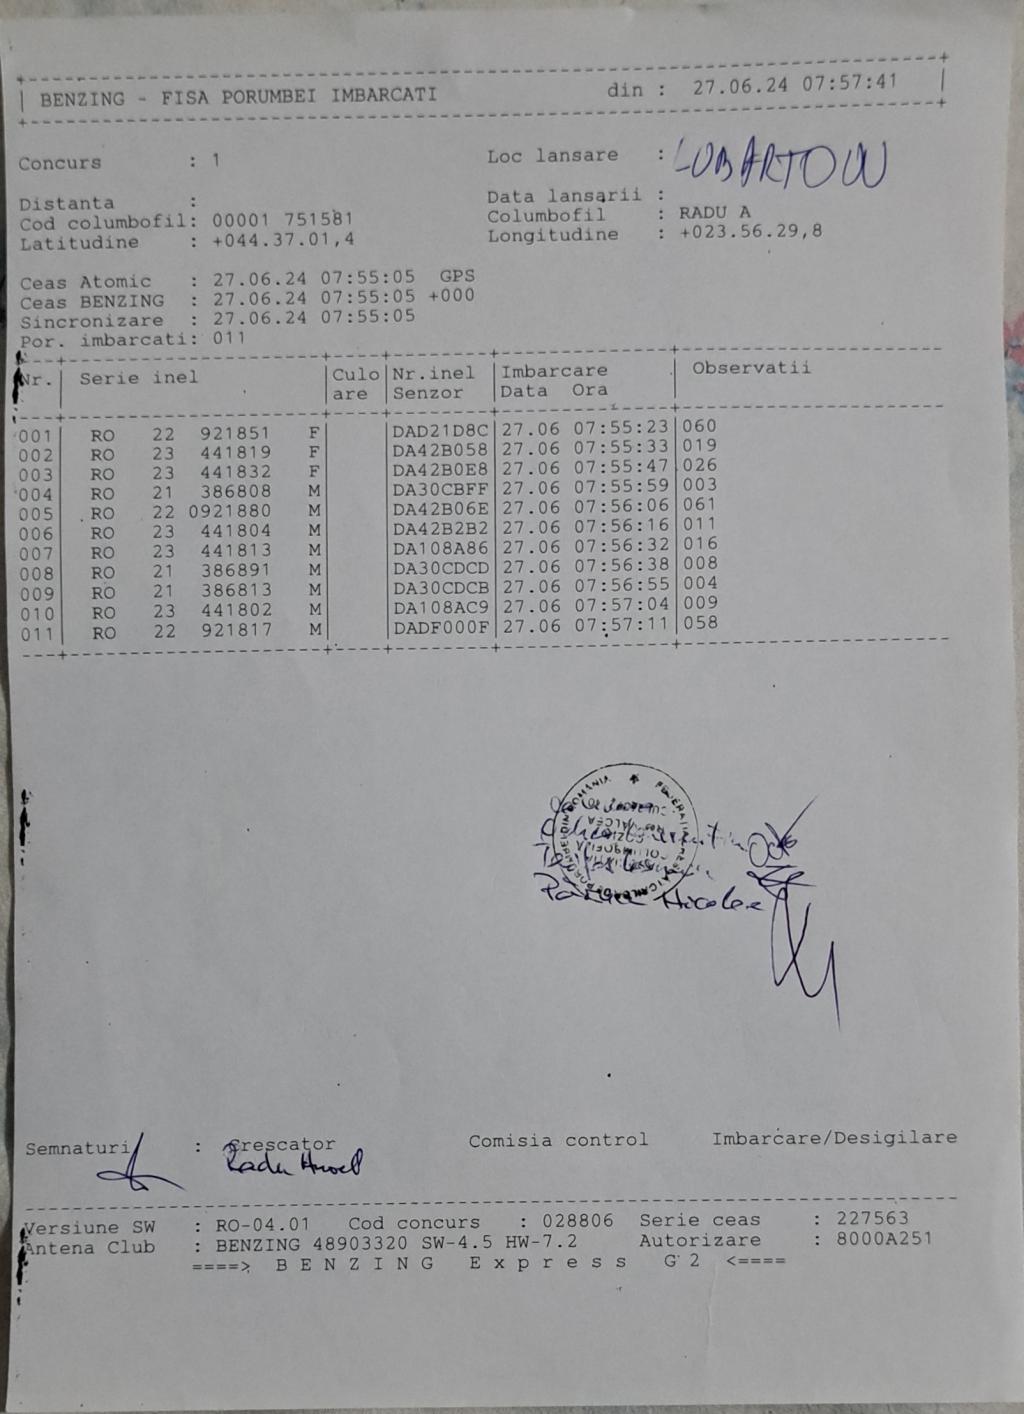 BENZING - FISA PORUMBEI IMBARCATI din : 27.06.24 07:57:41
Concurs : 1 Loc lansare : LUBARTOW
Distanta : Data lansarii :
Cod columbofil: 00001 751581 Columbofil : RADU A
Latitudine : +044.37.01,4 Longitudine : +023.56.29,8
Ceas Atomic : 27.06.24 07:55:05 GPS
Ceas BENZING : 27.06.24 07:55:05 +000
Sincronizare : 27.06.24 07:55:05
Por. imbarcati: 011
Nr. Serie inel Culo Nr.inel Imbarcare Observatii
are Senzor Data Ora
001 RO 22 921851 F DAD21D8C 27.06 07:55:23 060
002 RO 23 441819 F DA42B058 27.06 07:55:33 019
003 RO 23 441832 F DA42B0E8 27.06 07:55:47 026
004 RO 21 386808 M DA30CBFF 27.06 07:55:59 003
005 RO 22 0921880 M DA42B06E 27.06 07:56:06 061
006 RO 23 441804 M DA42B2B2 27.06 07:56:16 011
007 RO 23 441813 M DA108A86 27.06 07:56:32 016
008 RO 21 386891 M DA30CDCD 27.06 07:56:38 008
009 RO 21 386813 M DA30CDCB 27.06 07:56:55 004
010 RO 23 441802 M DA108AC9 27.06 07:57:04 009
011 RO 22 921817 M DADF000F 27.06 07:57:11 058
Nicolae
Semnaturi : Crescator Comisia control Imbarcare/Desigilare
Radu
Versiune SW : RO-04.01 Cod concurs : 028806 Serie ceas : 227563
Antena Club : BENZING 48903320 SW-4.5 HW-7.2 Autorizare : 8000A251
====> B E N Z I N G E x p r e s s G 2 <====